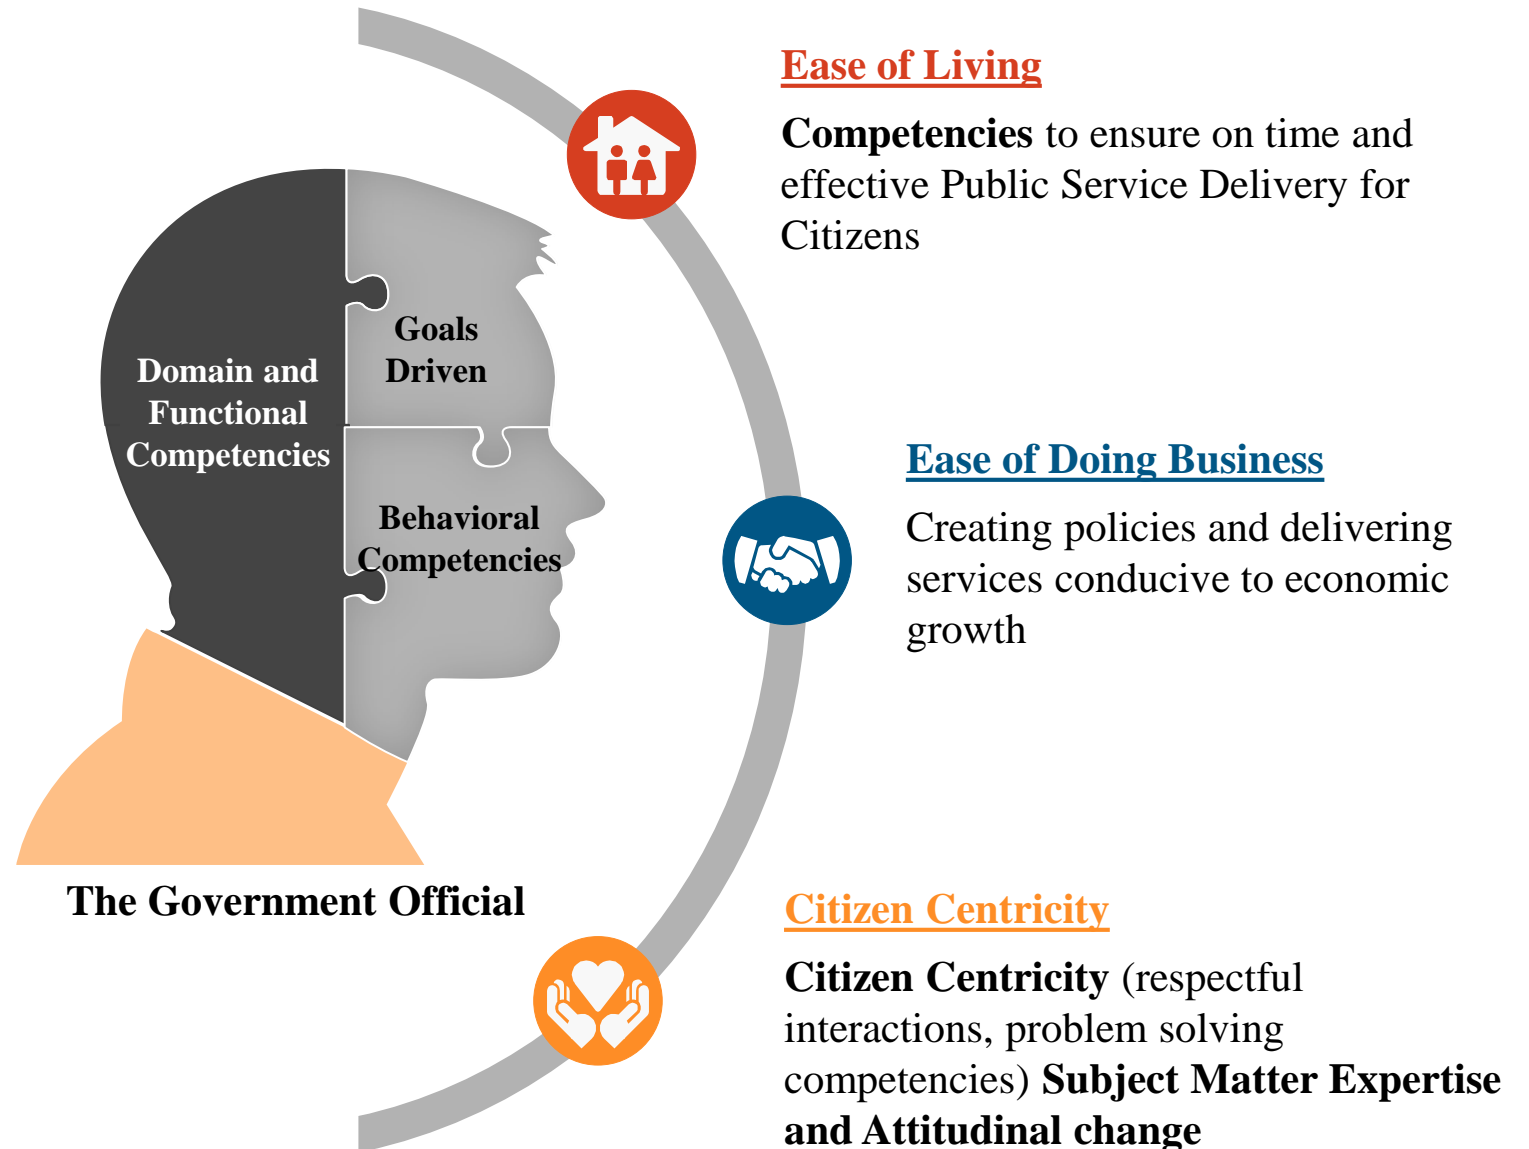 Domain and
Functional
Competencies
Goals
Driven
Behavioral
Competencies
The Government Official
Ease of Living
Competencies to ensure on time and
effective Public Service Delivery for
Citizens
Ease of Doing Business
Creating policies and delivering
services conducive to economic
growth
Citizen Centricity
Citizen Centricity (respectful
interactions, problem solving
competencies) Subject Matter Expertise
and Attitudinal change